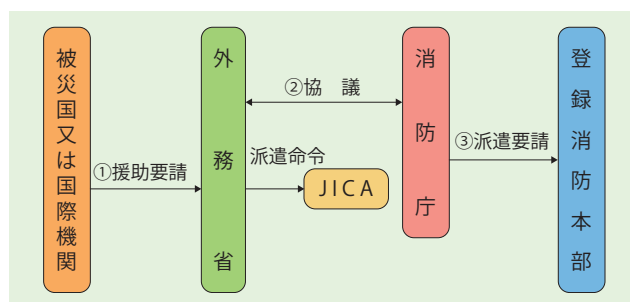 被災国又は国際機関
①援助要請
外務省
②協　議
派遣命令
JICA
消防庁
③派遣要請
登録消防本部